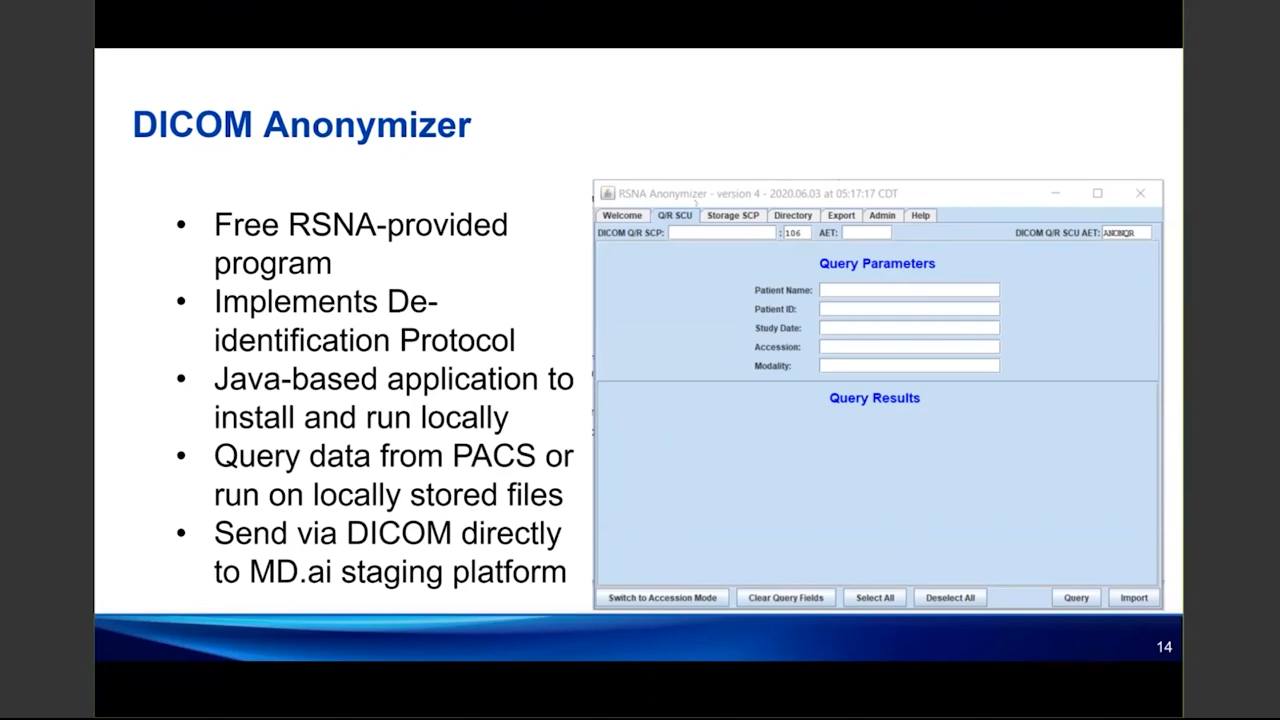 DICOM Anonymizer
• Free RSNA-provided
program
• Implements De-
identification Protocol
• Java-based application to
install and run locally
• Query data from PACS or
run on locally stored files
• Send via DICOM directly
to MD.ai staging platform
RSNA Anonymizer - version 4 - 2020.06.03 at 05:17:17 CDT
Welcome Q/R SCU Storage SCP Directory Export Admin Help
DICOM Q/R SCP: : 106 AET: DICOM Q/R SCU AET: ANONQR
Query Parameters
Patient Name:
Patient ID:
Study Date:
Accession:
Modality:
Query Results
Switch to Accession Mode Clear Query Fields Select All Deselect All Query Import
14